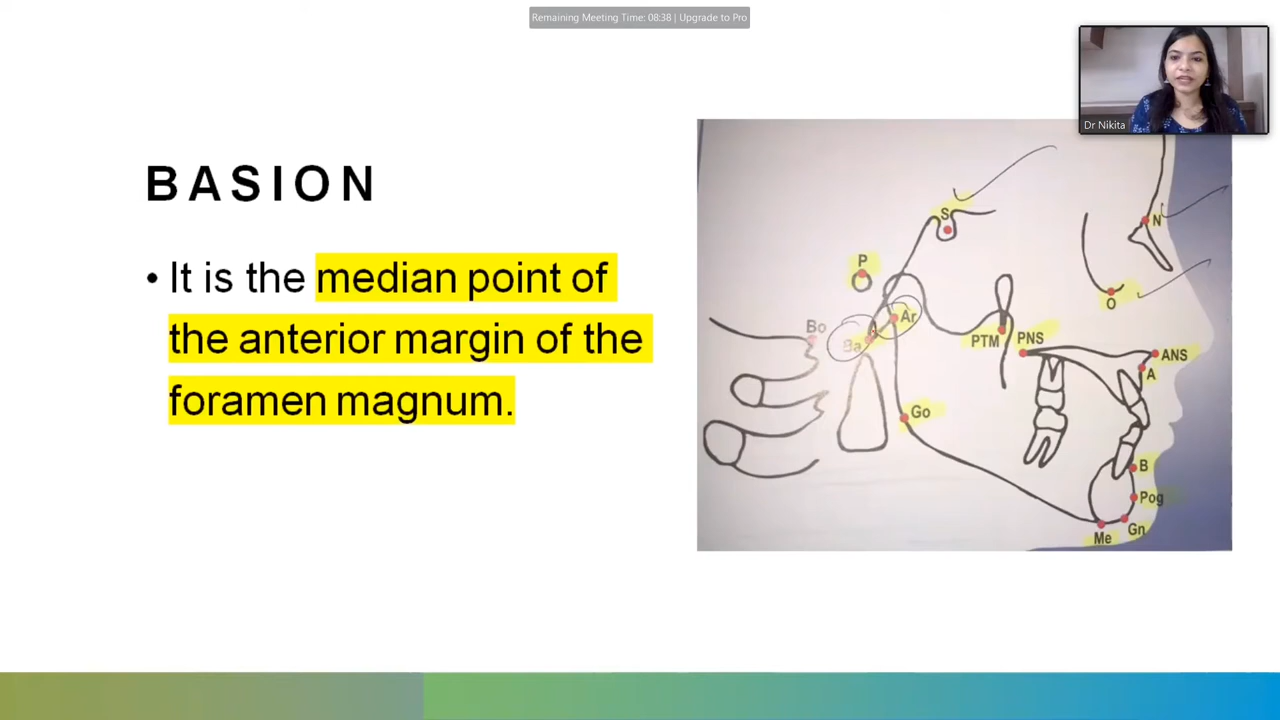 Remaining Meeting Time: 08:38 | Upgrade to Pro
Dr Nikita
BASION
• It is the median point of
the anterior margin of the
foramen magnum.
S
N
P
O
Ar
Bo
Ba
PTM
PNS
ANS
A
Go
B
Pog
Gn
Me